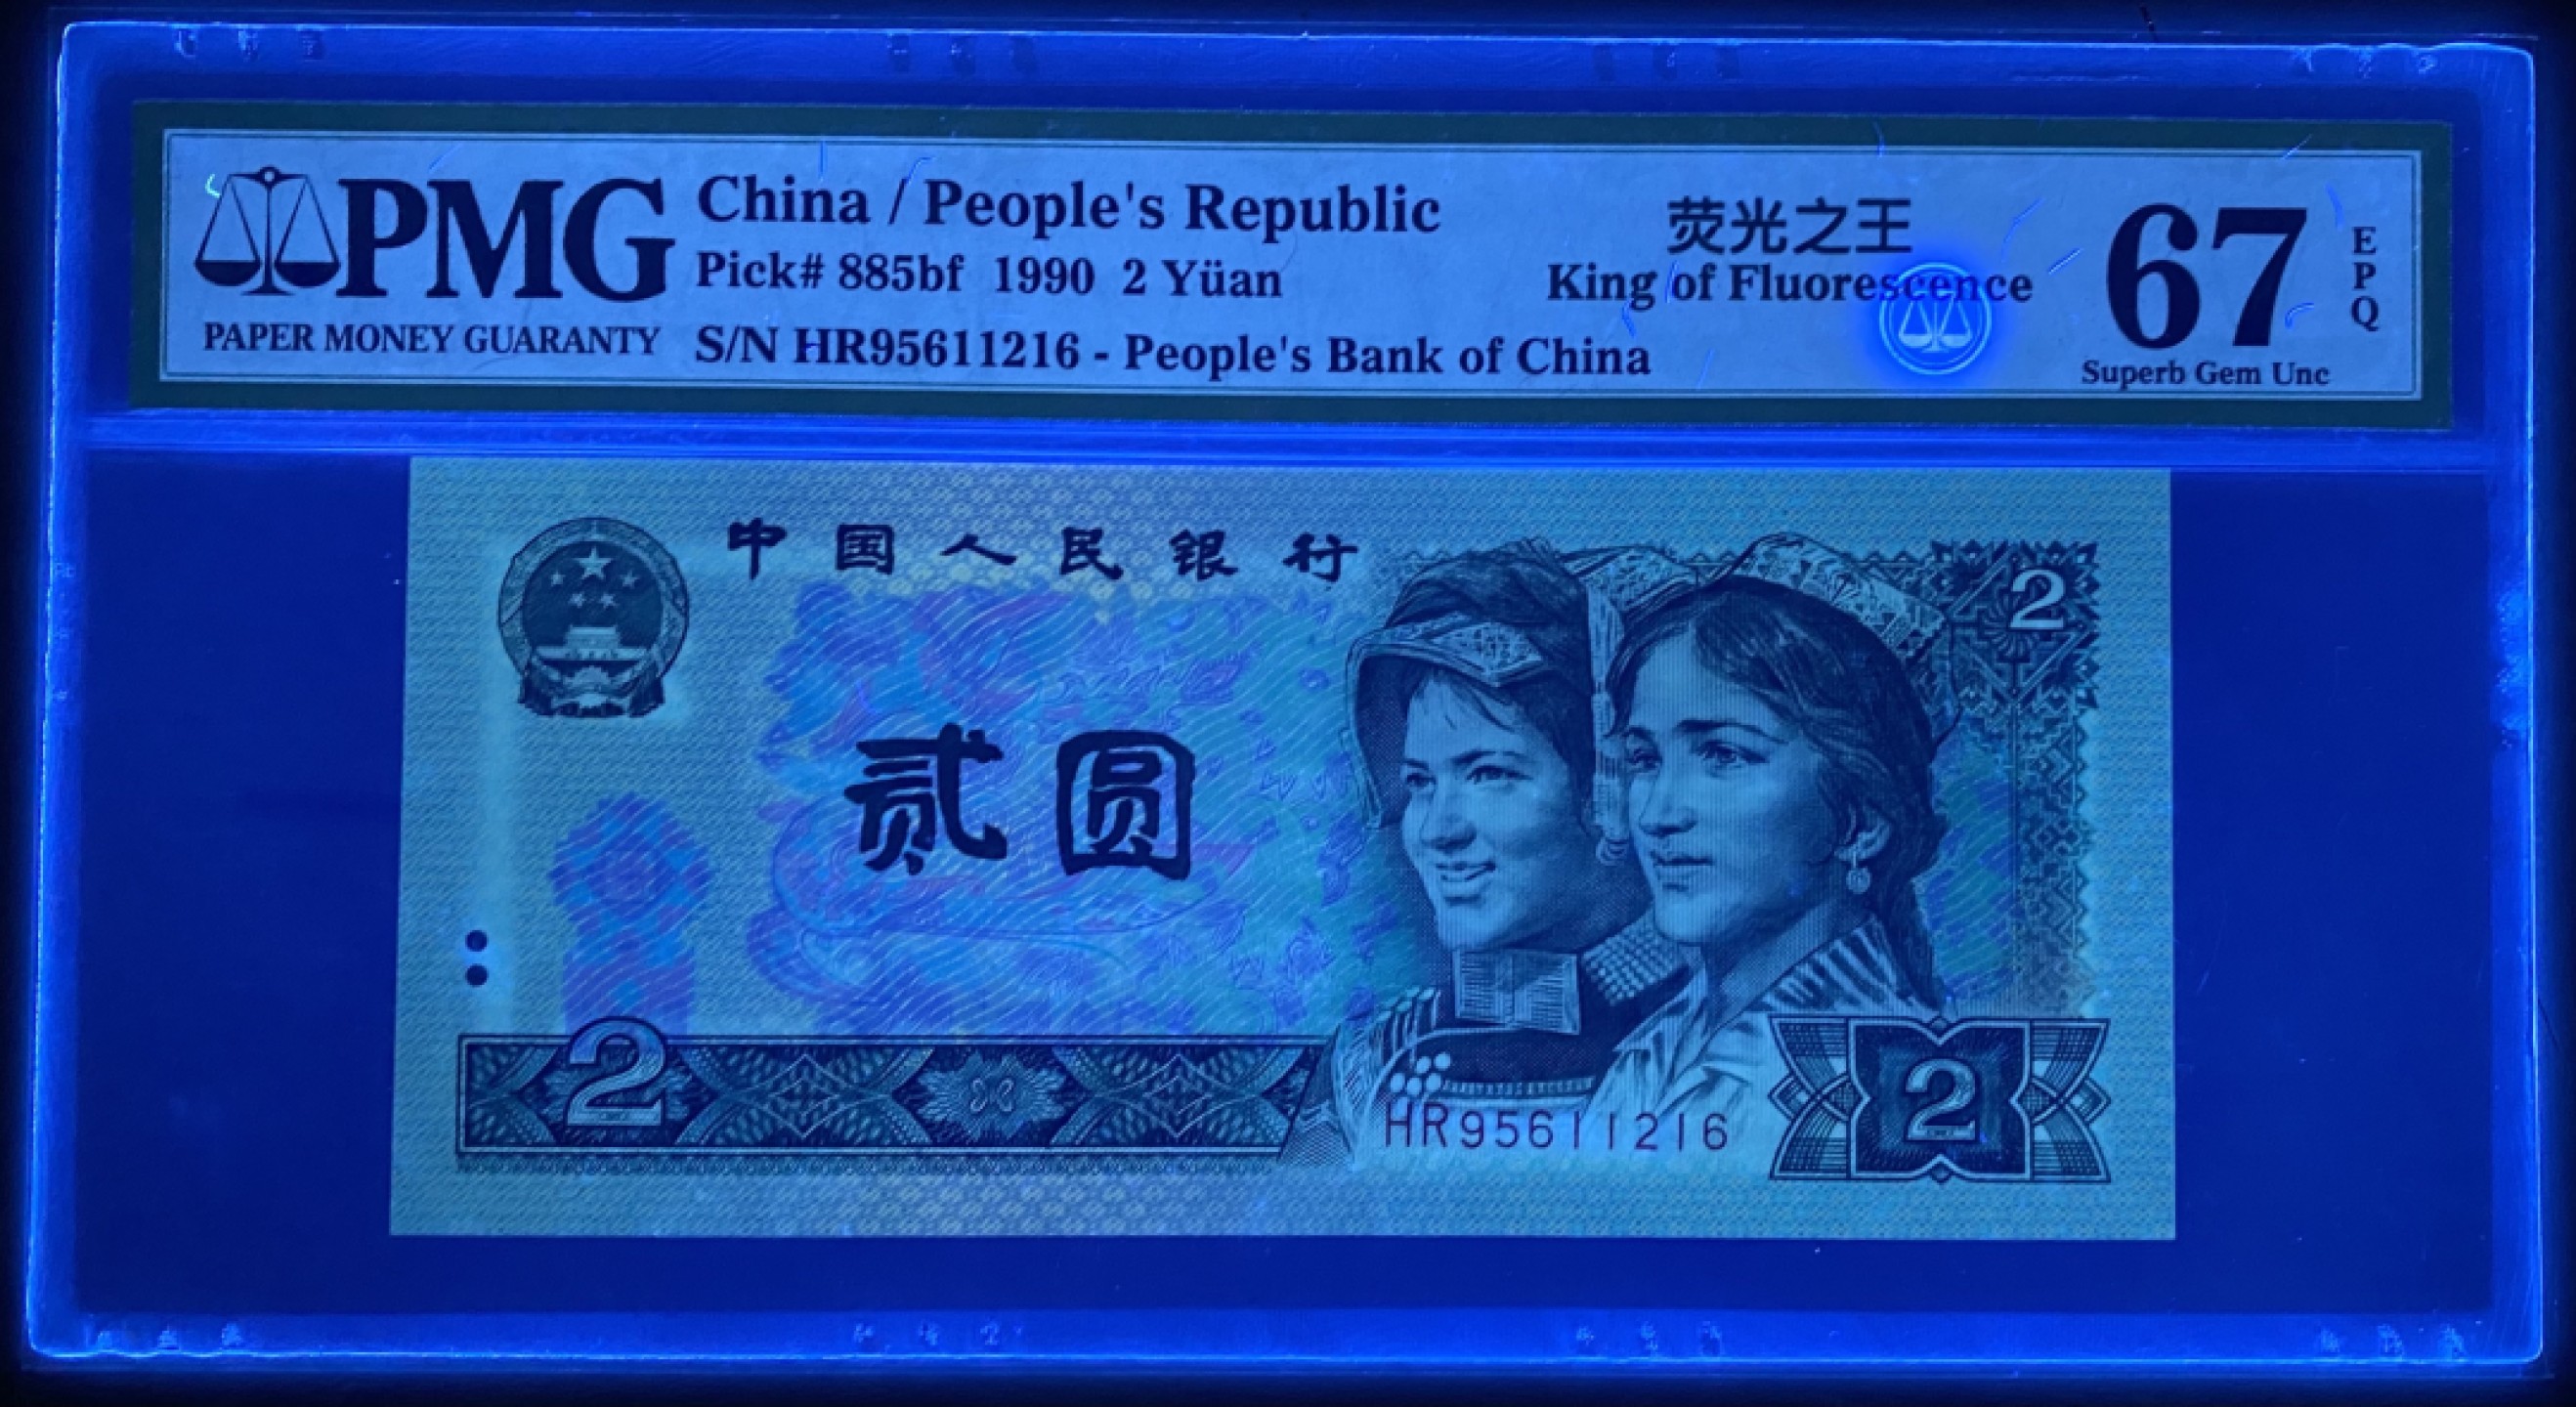 PMG
PAPER MONEY GUARANTY
China / People's Republic
Pick# 885bf 1990 2 Yüan
S/N HR95611216 - People's Bank of China
荧光之王
King of Fluorescence
67
EPQ
Superb Gem Unc
中国人民银行
2
贰圆
2
HR95611216
2